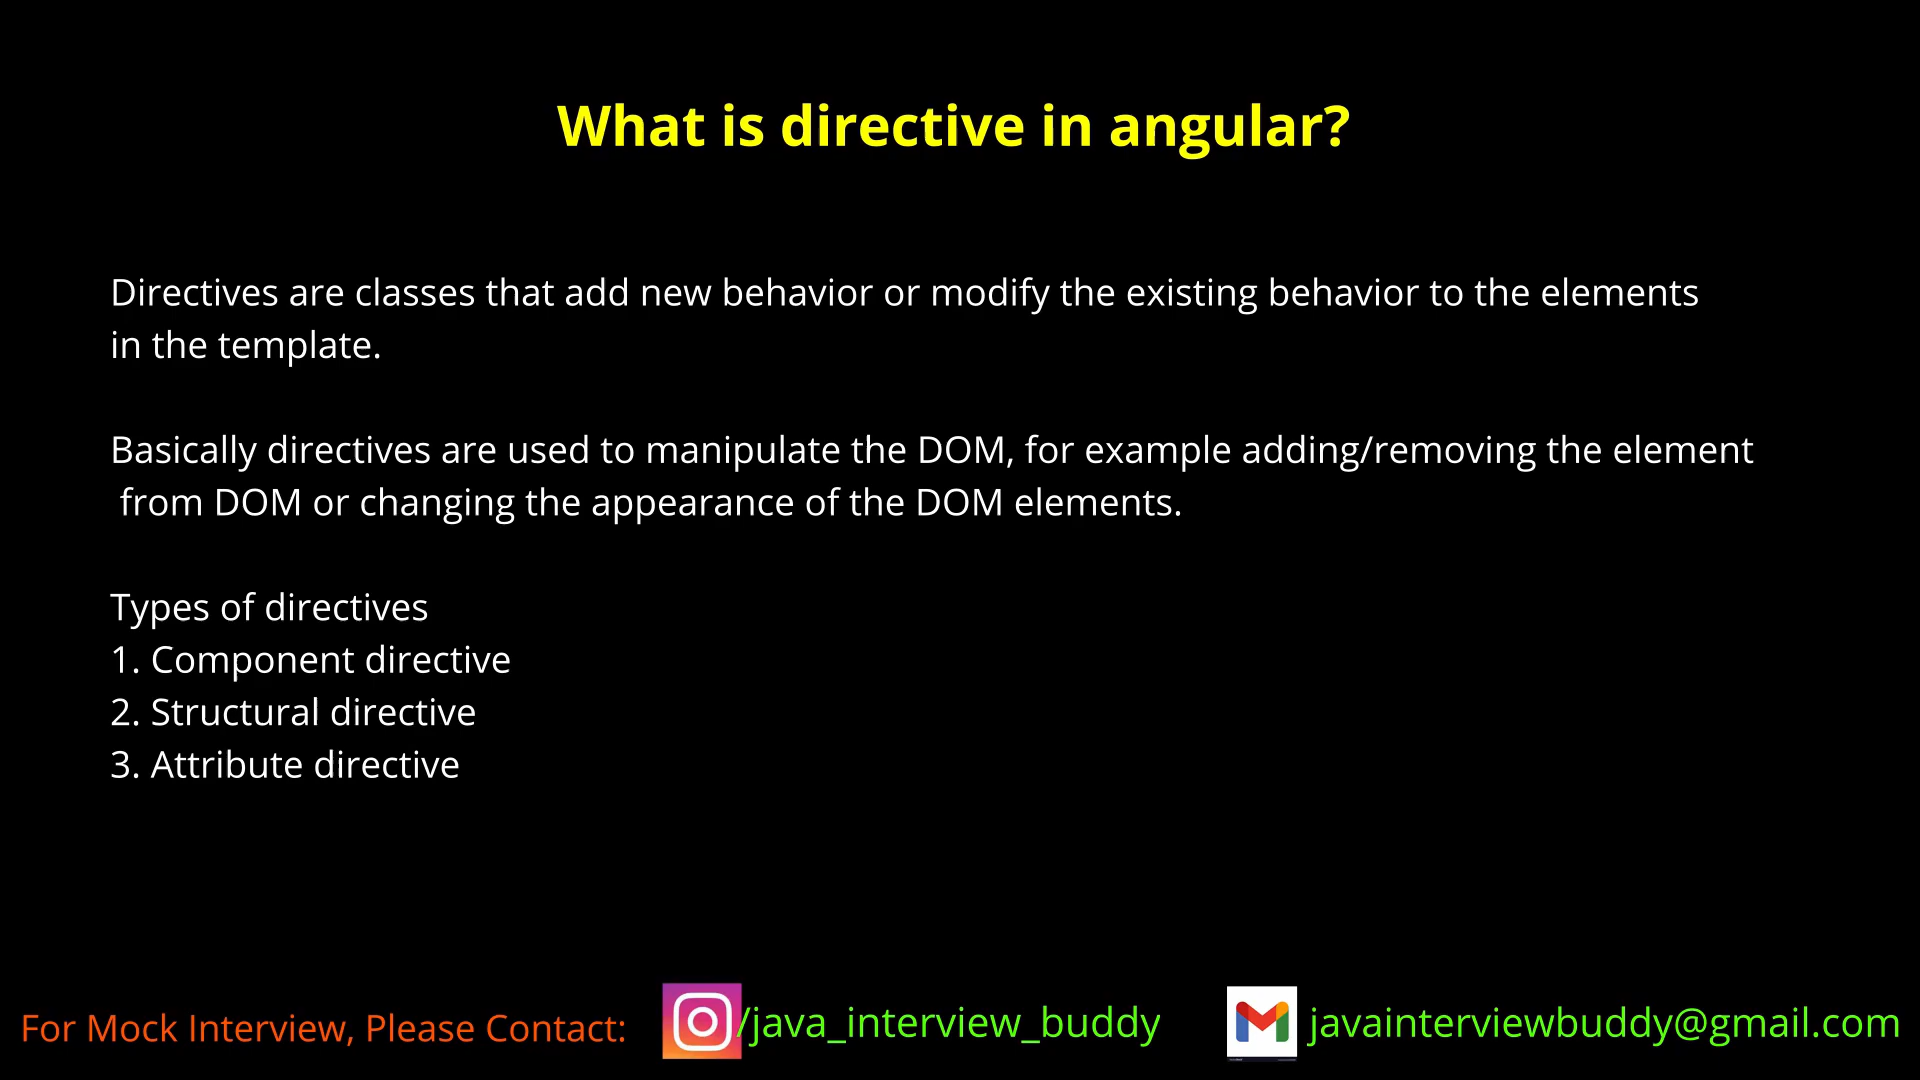 What is directive in angular?
Directives are classes that add new behavior or modify the existing behavior to the elements
in the template.
Basically directives are used to manipulate the DOM, for example adding/removing the element
from DOM or changing the appearance of the DOM elements.
Types of directives
1. Component directive
2. Structural directive
3. Attribute directive
For Mock Interview, Please Contact: /java_interview_buddy javainterviewbuddy@gmail.com